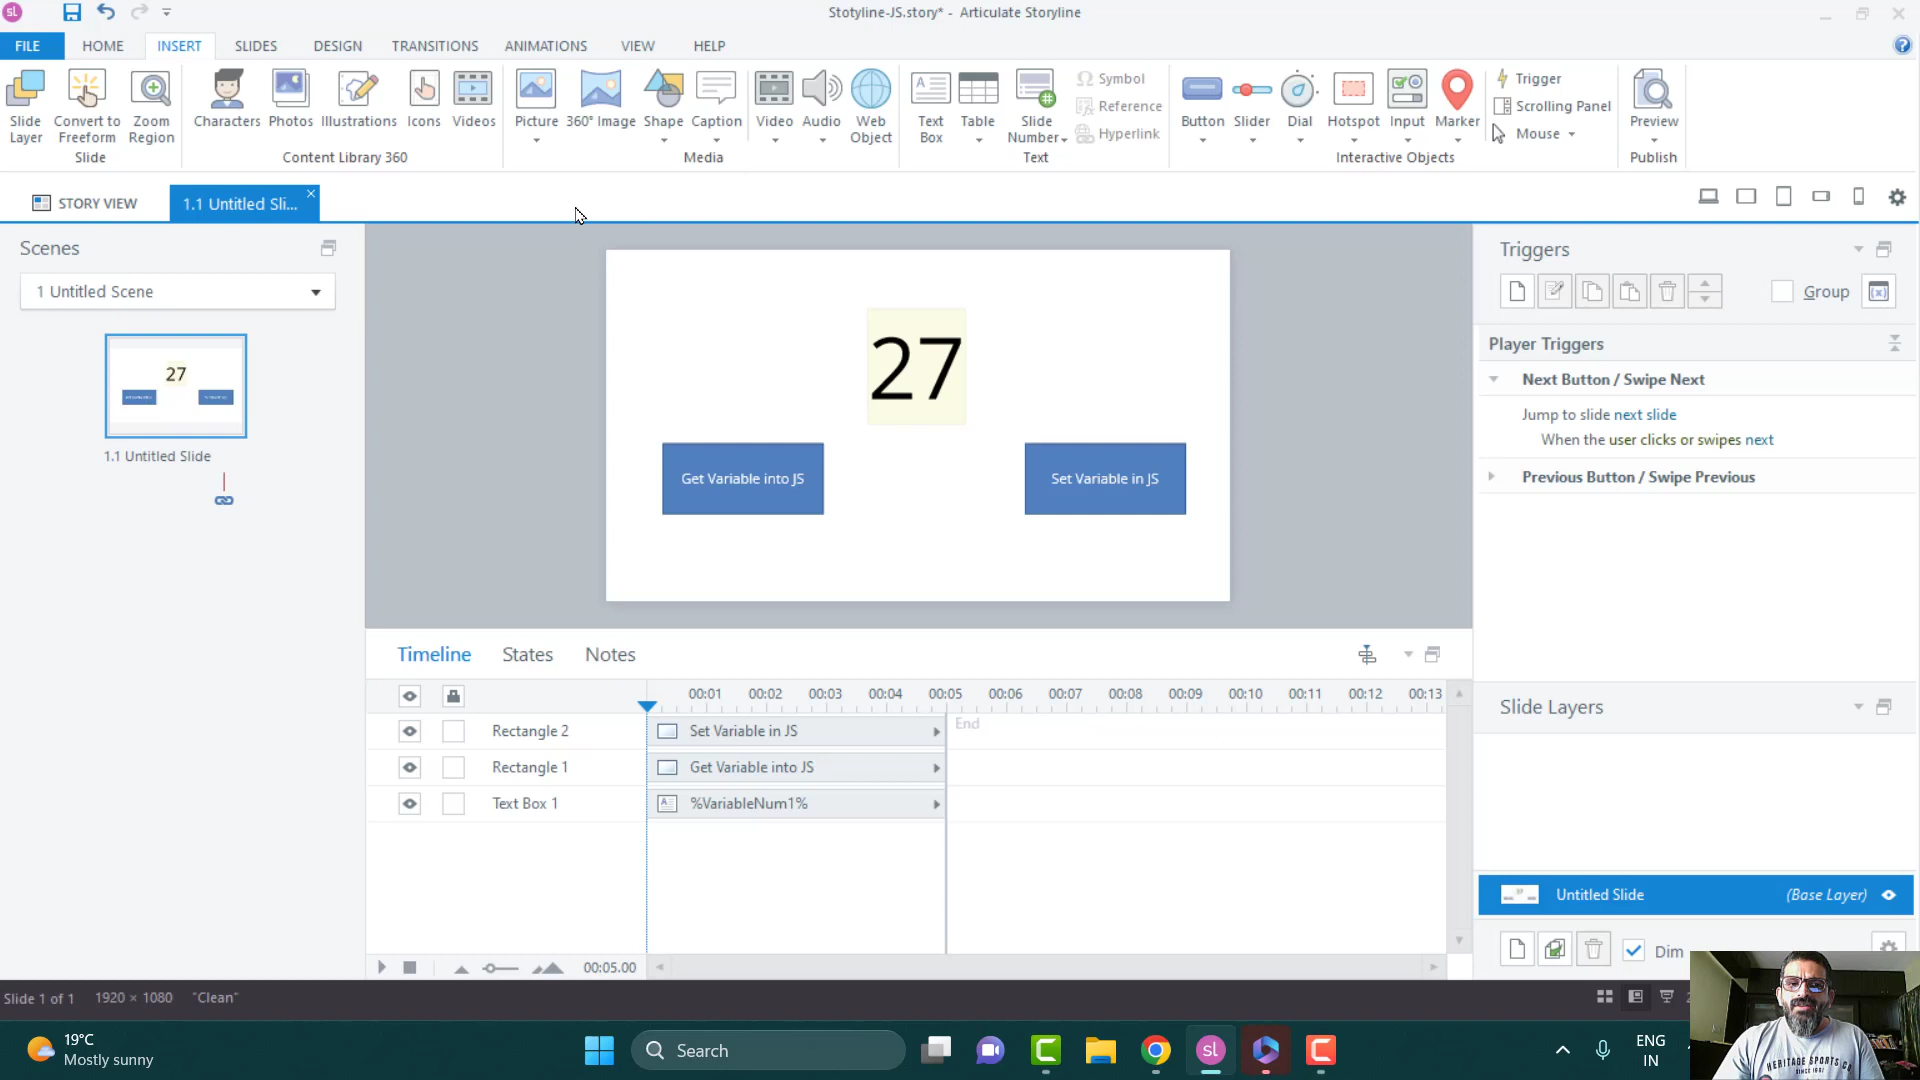 sl
Stotyline-JS.story* - Articulate Storyline
FILE HOME INSERT SLIDES DESIGN TRANSITIONS ANIMATIONS VIEW HELP
Slide Layer
Convert to Freeform
Zoom Region
Slide
Characters
Photos
Illustrations
Icons
Videos
Content Library 360
Picture
360° Image
Shape
Caption
Video
Audio
Web Object
Media
Text Box
Table
Slide Number
Symbol
Reference
Hyperlink
Text
Button
Slider
Dial
Hotspot
Input
Marker
Trigger
Scrolling Panel
Mouse
Interactive Objects
Preview
Publish
STORY VIEW
1.1 Untitled Sli...
Scenes
1 Untitled Scene
27
1.1 Untitled Slide
27
Get Variable into JS
Set Variable in JS
Triggers
Group
Player Triggers
Next Button / Swipe Next
Jump to slide next slide
When the user clicks or swipes next
Previous Button / Swipe Previous
Timeline States Notes
00:01 00:02 00:03 00:04 00:05 00:06 00:07 00:08 00:09 00:10 00:11 00:12 00:13
End
Rectangle 2 Set Variable in JS
Rectangle 1 Get Variable into JS
Text Box 1 %VariableNum1%
00:05.00
Slide Layers
Untitled Slide (Base Layer)
Dim
Slide 1 of 1 1920 × 1080 "Clean"
19°C
Mostly sunny
Search
sl
ENG
IN
HERITAGE SPORTS CO